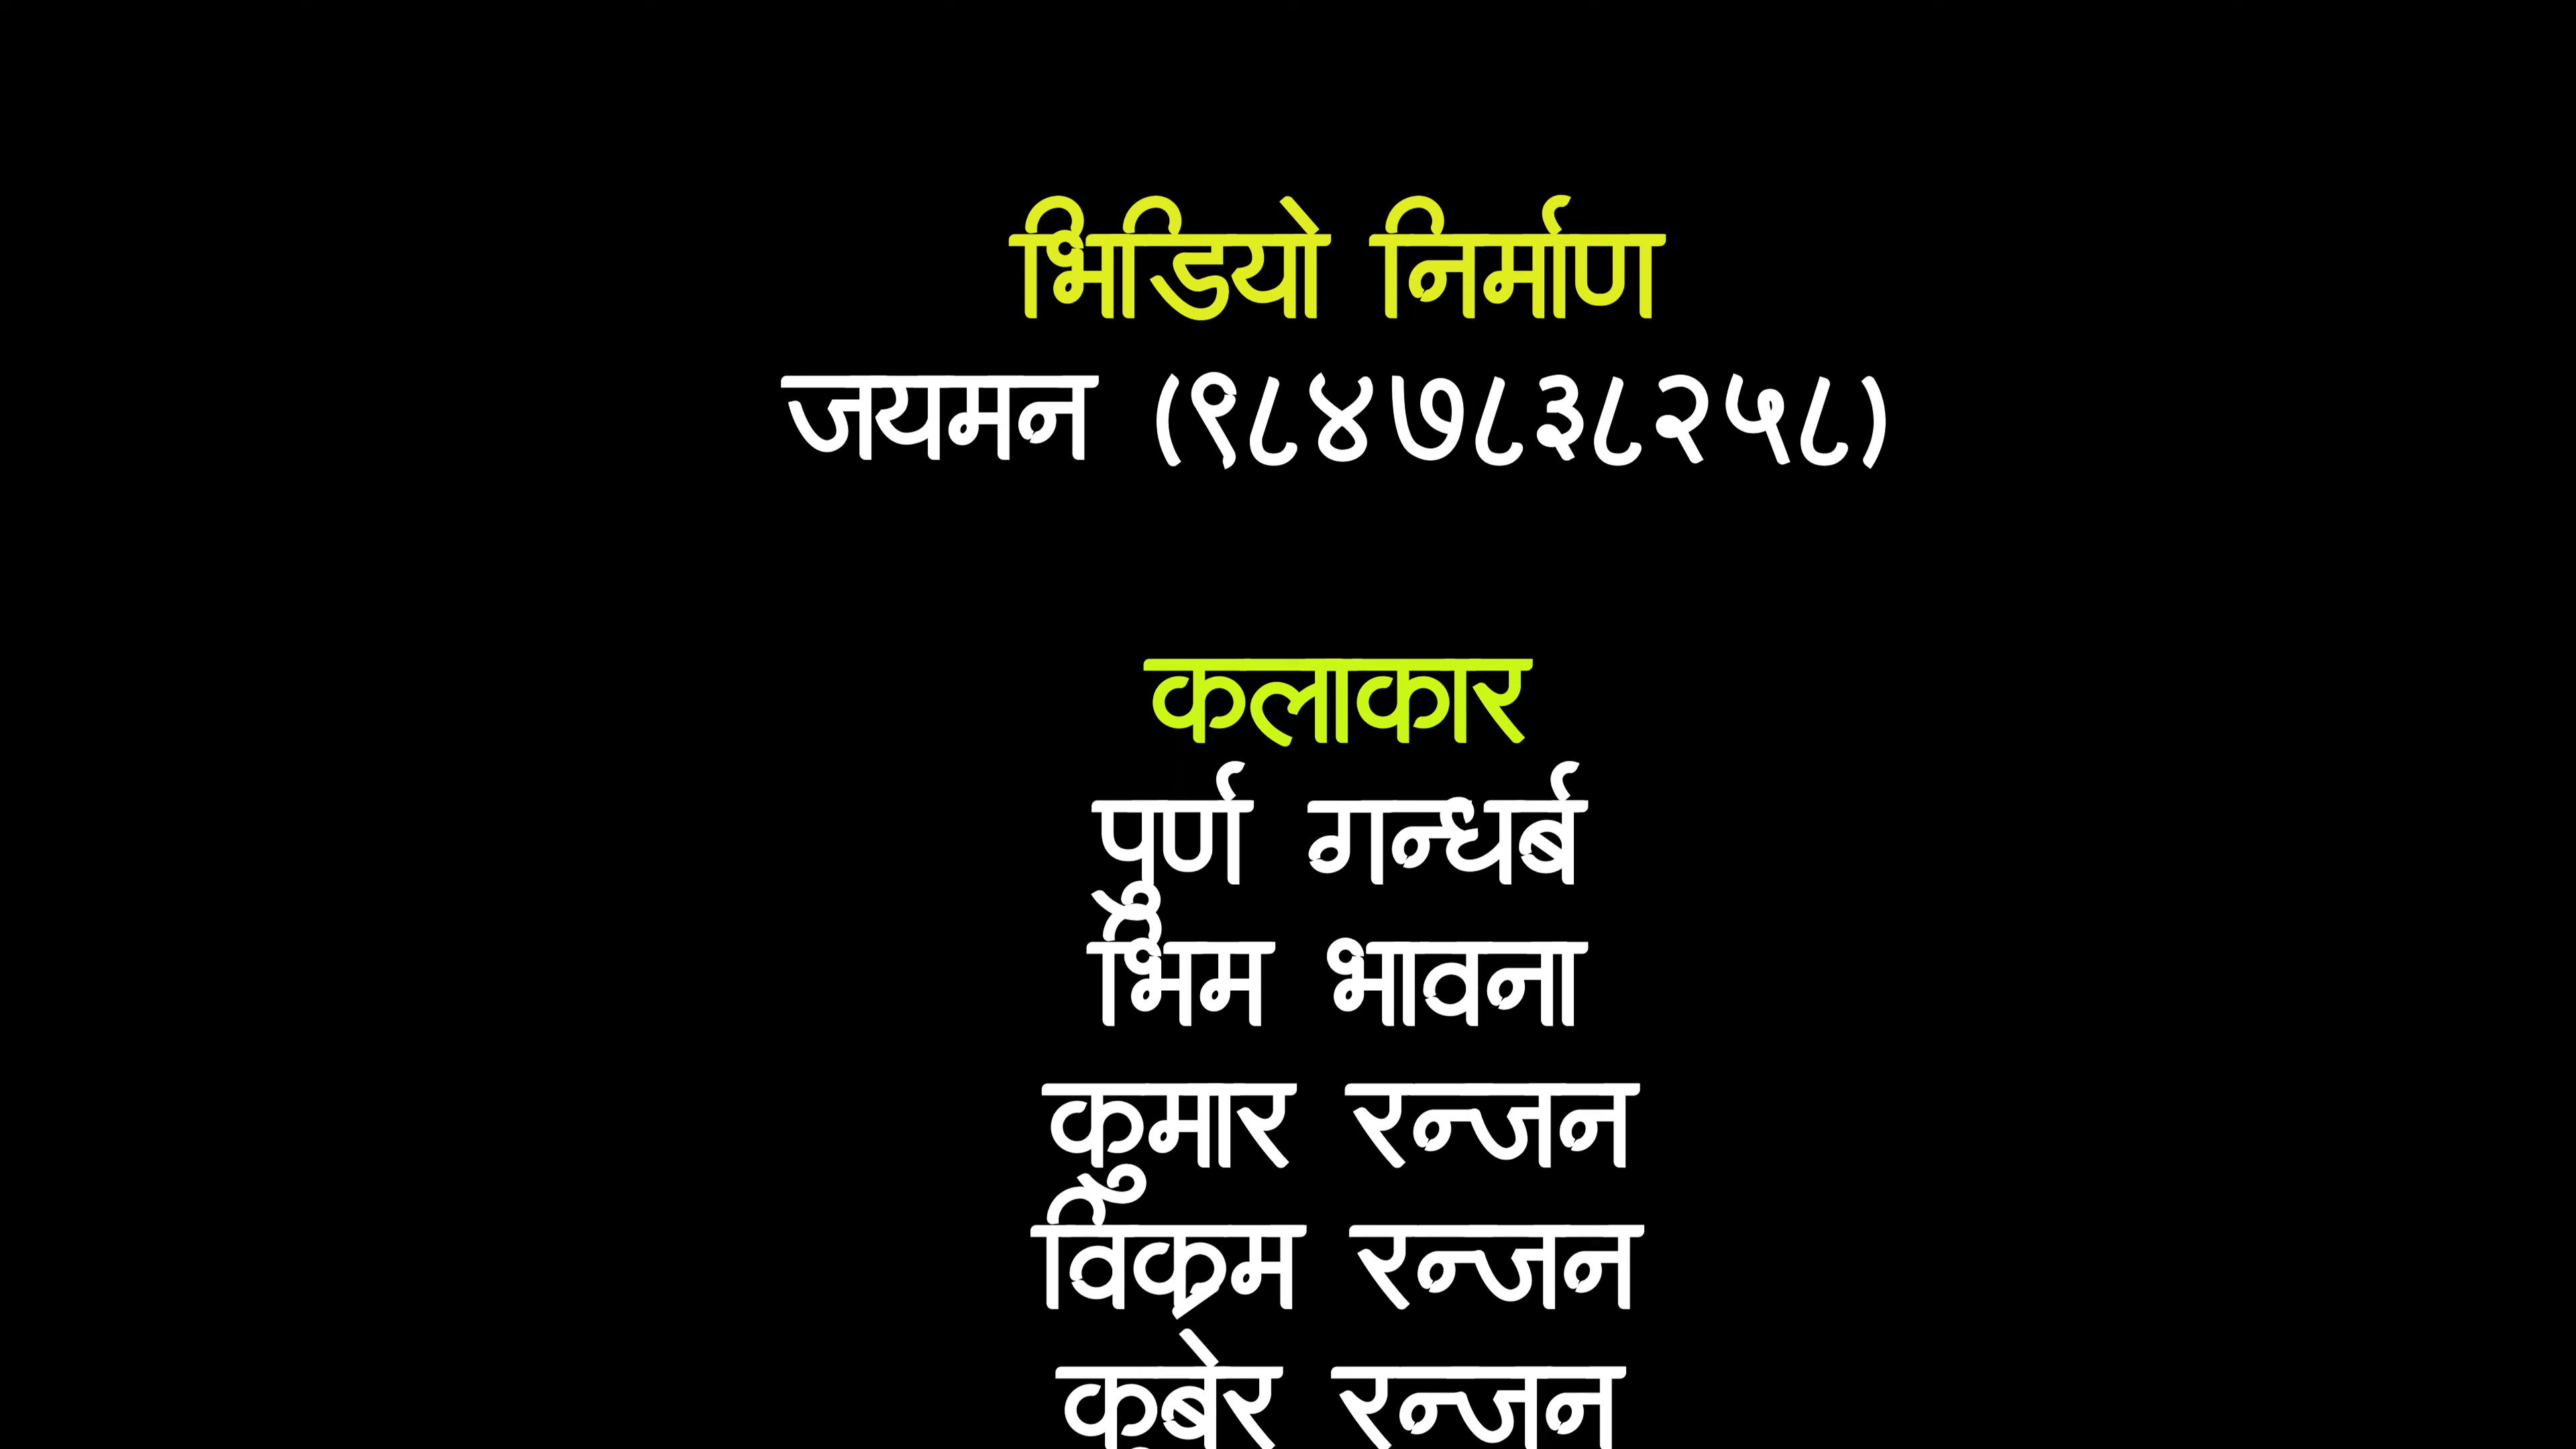 भिडियो निर्माण
जयमन (९८४७८३८२५८)
कलाकार
पुर्ण गन्धर्ब
भिम भावना
कुमार रन्जन
विक्रम रन्जन
कुबेर रन्जन